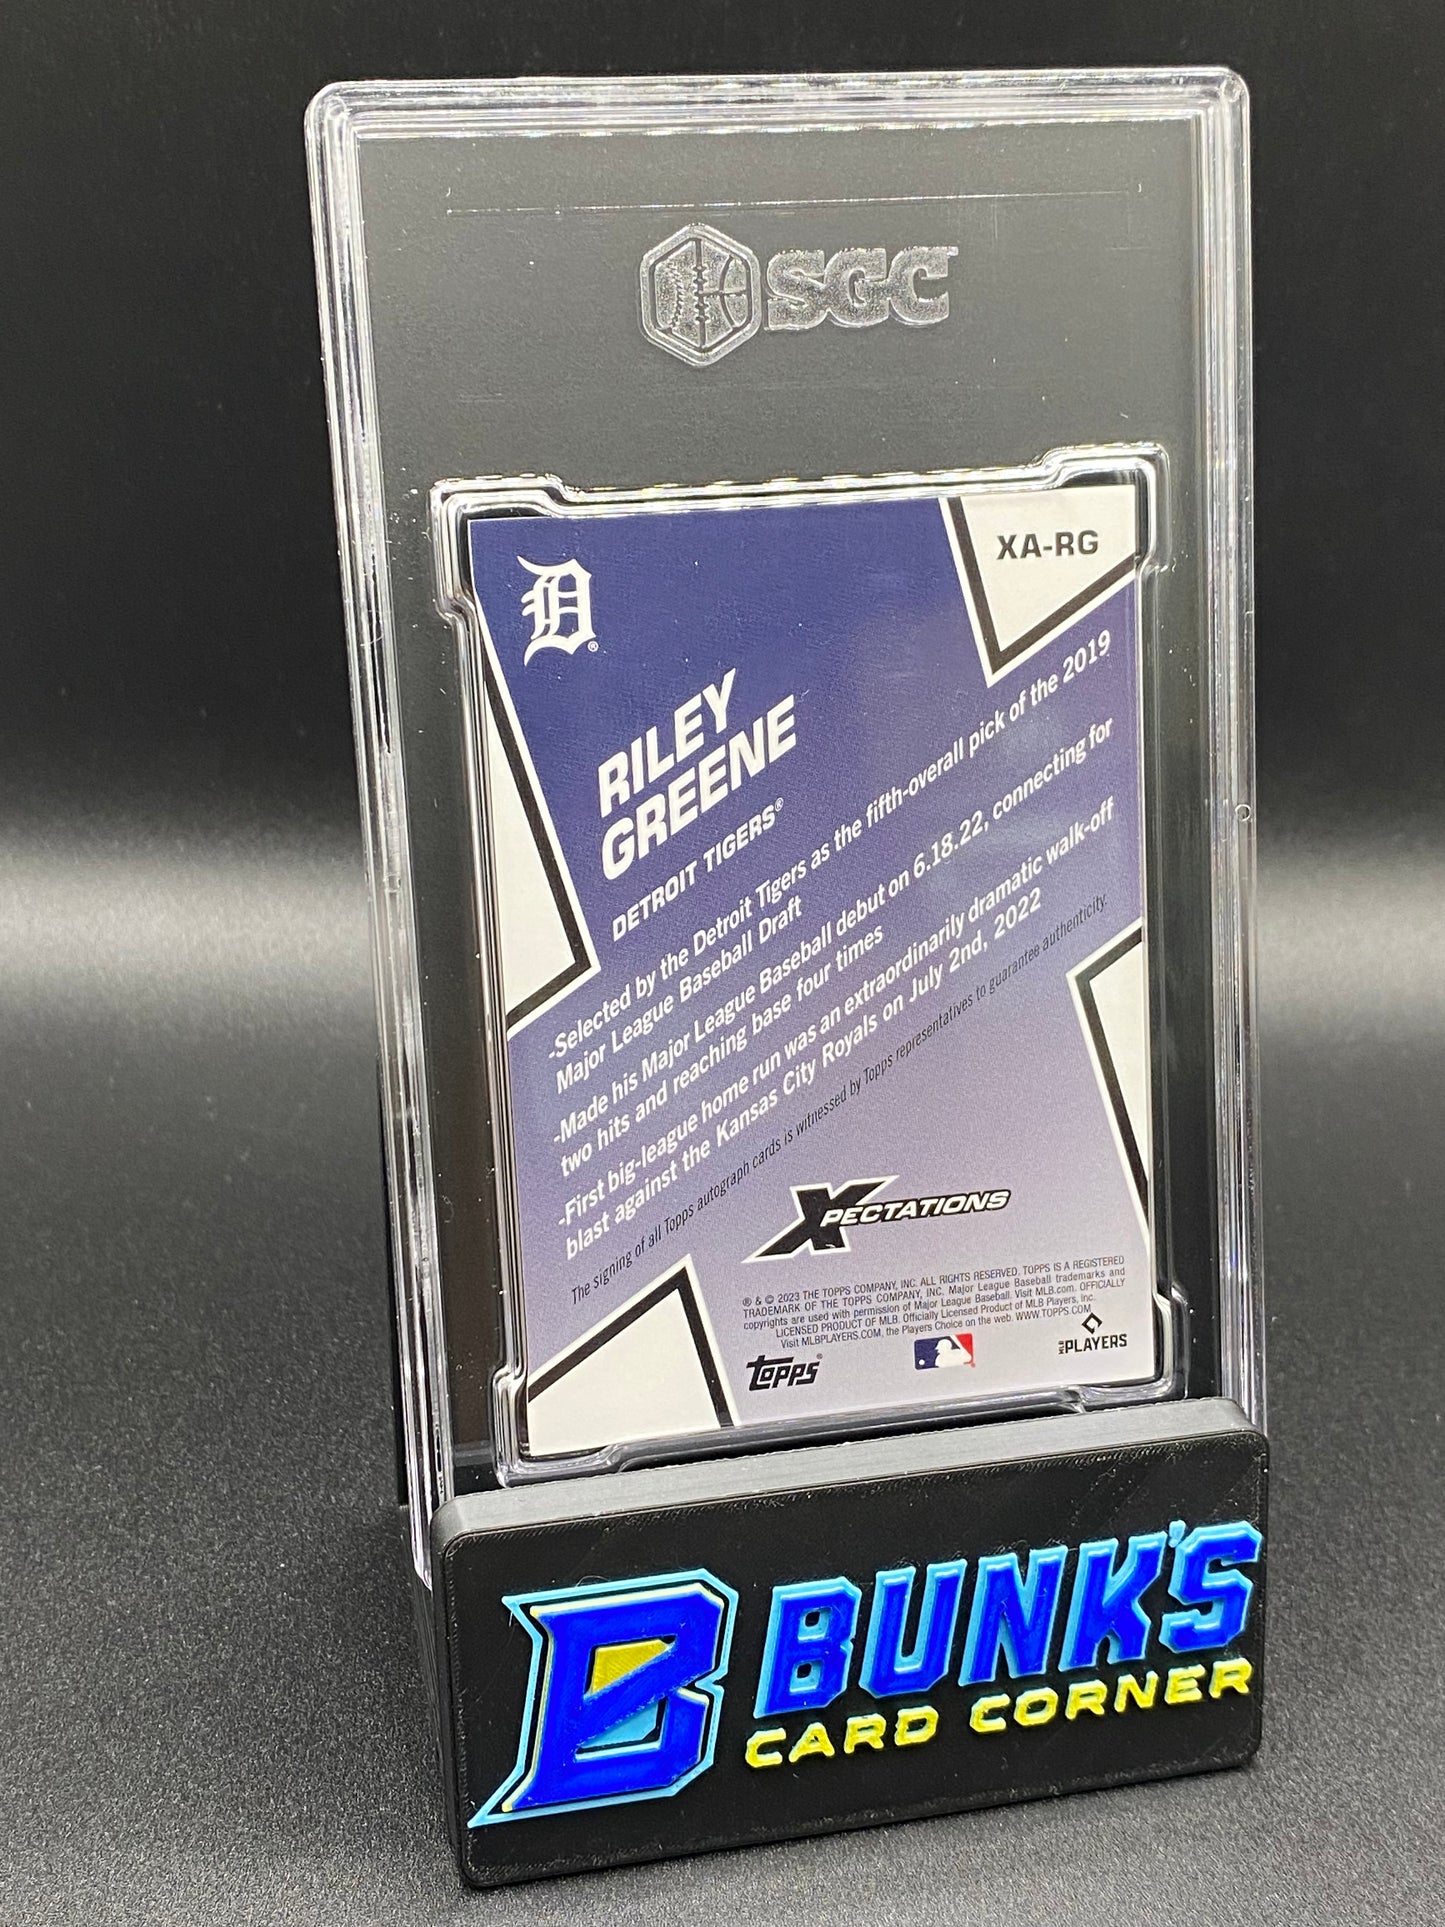 SGC
XA-RG
D®
RILEY
GREENE
DETROIT TIGERS®
-Selected by the Detroit Tigers as the fifth-overall pick of the 2019
Major League Baseball Draft
-Made his Major League Baseball debut on 6.18.22, connecting for
two hits and reaching base four times
-First big-league home run was an extraordinarily dramatic walk-off
blast against the Kansas City Royals on July 2nd, 2022
The signing of all Topps autograph cards is witnessed by Topps representatives to guarantee authenticity.
XPECTATIONS
® & © 2023 THE TOPPS COMPANY, INC. ALL RIGHTS RESERVED. TOPPS IS A REGISTERED
TRADEMARK OF THE TOPPS COMPANY, INC. Major League Baseball trademarks and
copyrights are used with permission of Major League Baseball. Visit MLB.com. OFFICIALLY
LICENSED PRODUCT OF MLB. Officially Licensed Product of MLB Players, Inc.
Visit MLBPLAYERS.COM, the Players Choice on the web. WWW.TOPPS.COM
topps®
MLB PLAYERS
B BUNK'S
CARD CORNER